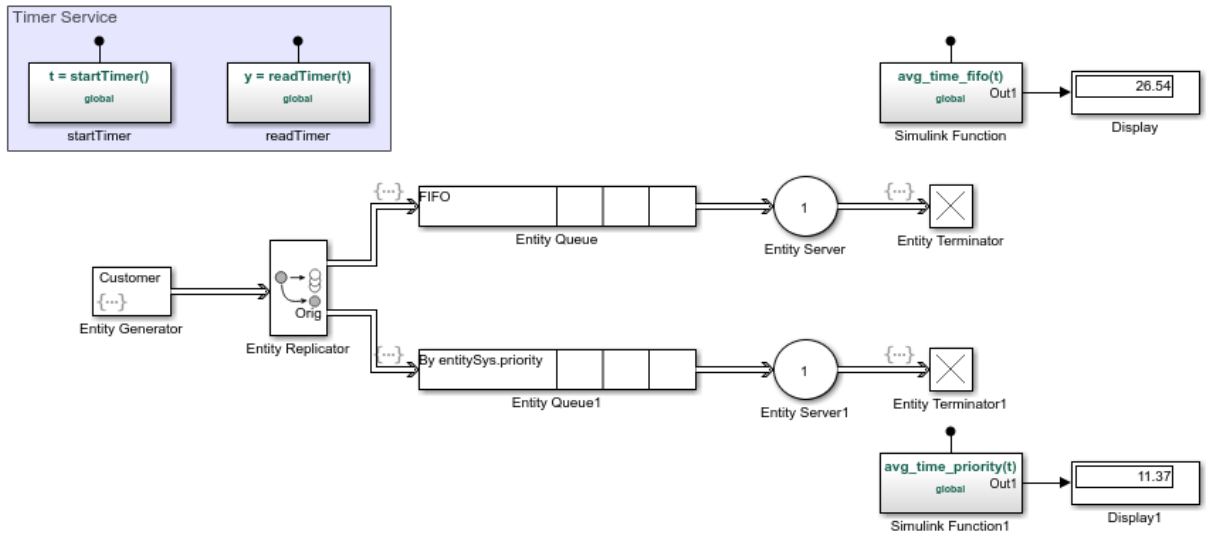 Timer Service
t = startTimer()
global
startTimer
y = readTimer(t)
global
readTimer
avg_time_fifo(t)
global
Out1
Simulink Function
26.54
Display
{...}
FIFO
Entity Queue
1
Entity Server
{...}
Entity Terminator
Customer
{...}
Entity Generator
Orig
Entity Replicator
{...}
By entitySys.priority
Entity Queue1
1
Entity Server1
{...}
Entity Terminator1
avg_time_priority(t)
global
Out1
Simulink Function1
11.37
Display1